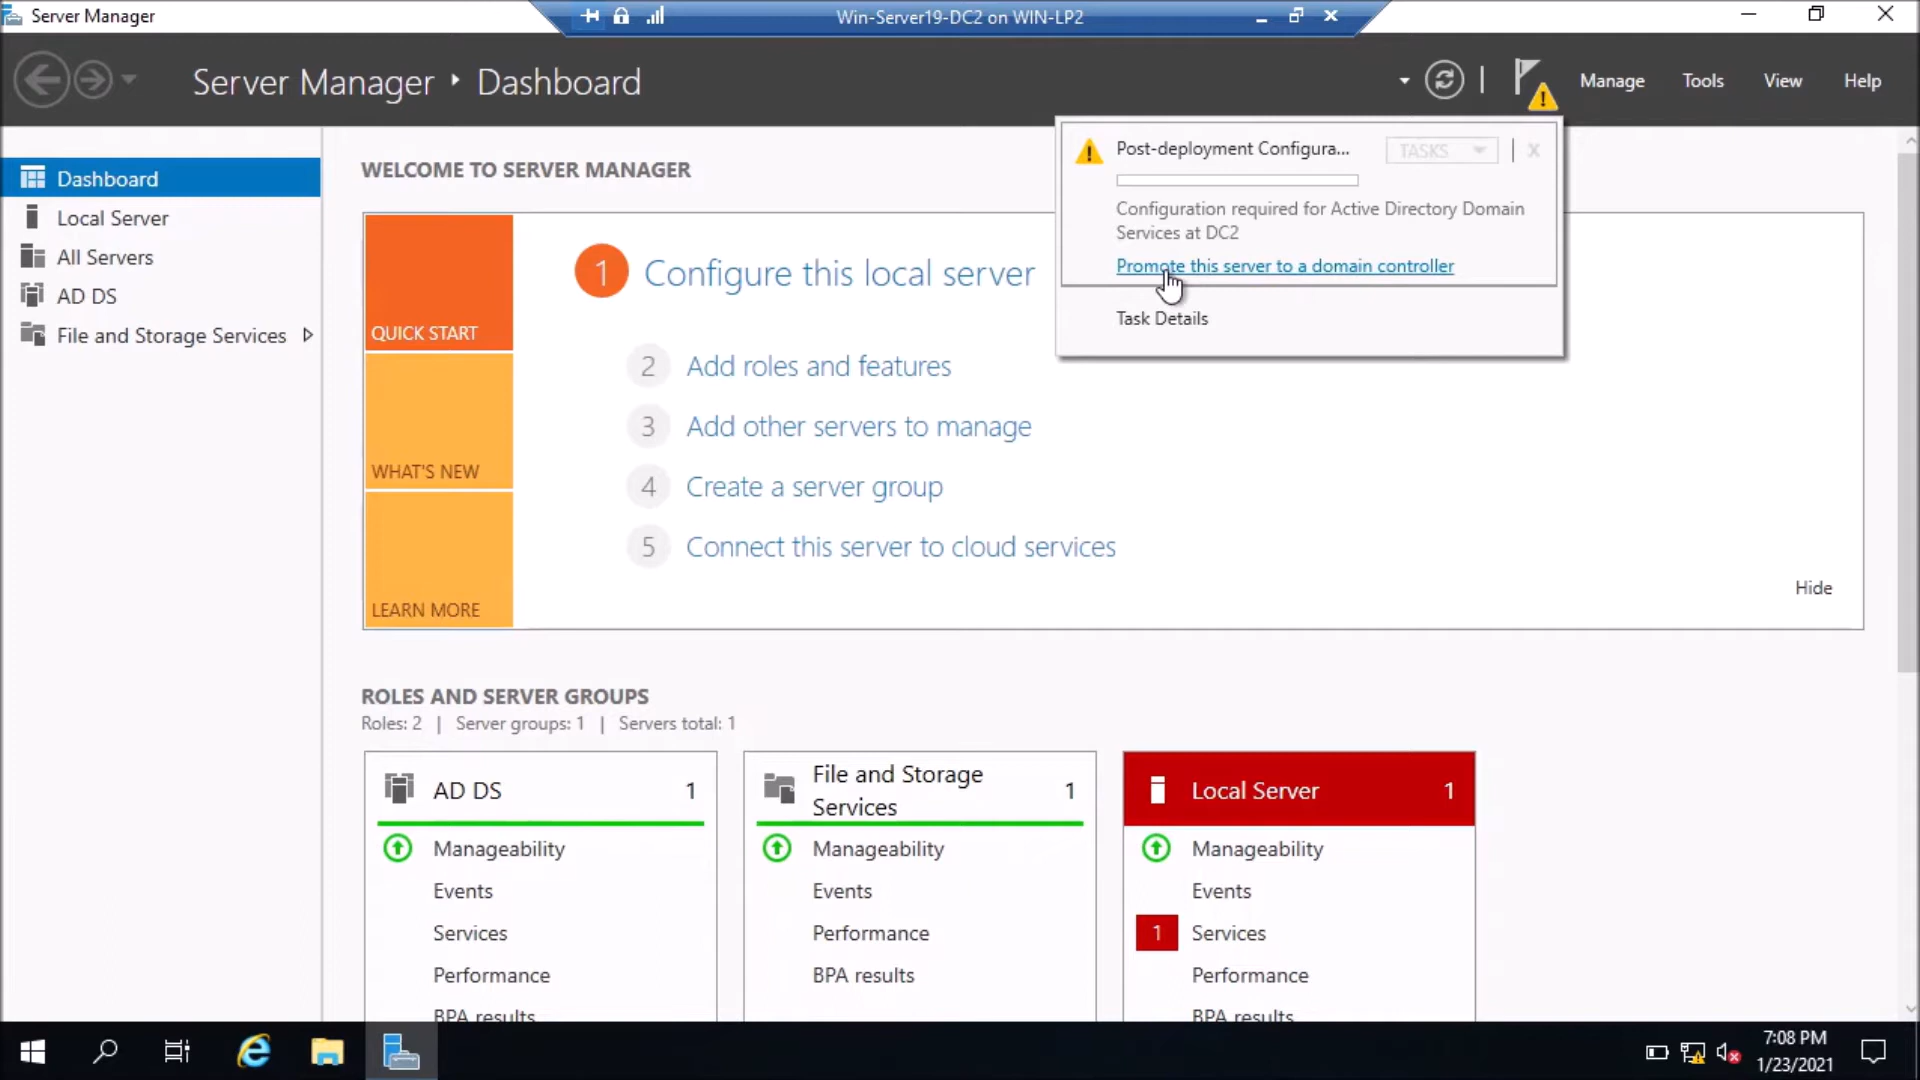 Server Manager
Win-Server19-DC2 on WIN-LP2
Server Manager ‣ Dashboard
Manage
Tools
View
Help
Dashboard
Local Server
All Servers
AD DS
File and Storage Services
WELCOME TO SERVER MANAGER
QUICK START
WHAT'S NEW
LEARN MORE
1 Configure this local server
2 Add roles and features
3 Add other servers to manage
4 Create a server group
5 Connect this server to cloud services
Hide
Post-deployment Configura...
TASKS
X
Configuration required for Active Directory Domain
Services at DC2
Promote this server to a domain controller
Task Details
ROLES AND SERVER GROUPS
Roles: 2 | Server groups: 1 | Servers total: 1
AD DS 1
Manageability
Events
Services
Performance
BPA results
File and Storage
Services 1
Manageability
Events
Performance
BPA results
Local Server 1
Manageability
Events
1 Services
Performance
BPA results
7:08 PM
1/23/2021